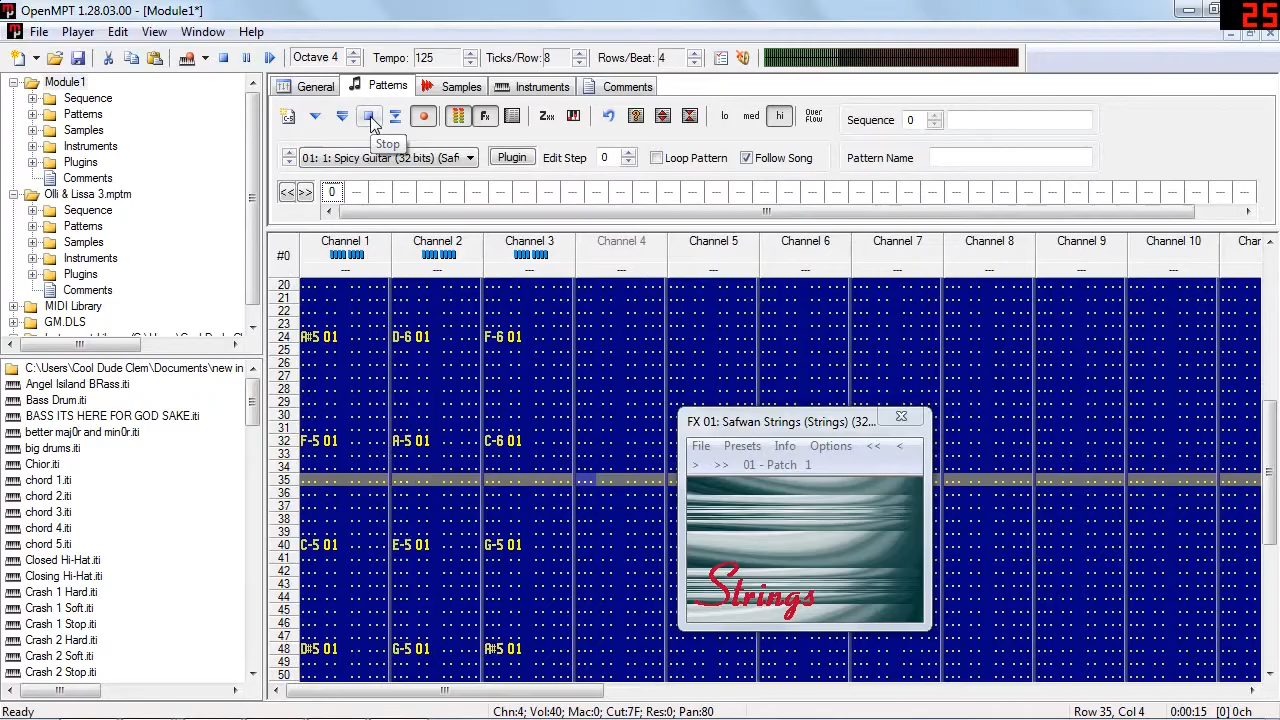 OpenMPT 1.28.03.00 - [Module1*]
25
File Player Edit View Window Help
Octave 4 Tempo: 125 Ticks/Row: 8 Rows/Beat: 4
Module1
Sequence
Patterns
Samples
Instruments
Plugins
Comments
Olli & Lissa 3.mptm
Sequence
Patterns
Samples
Instruments
Plugins
Comments
MIDI Library
GM.DLS
C:\Users\Cool Dude Clem\Documents\new in
Angel Isiland BRass.iti
Bass Drum.iti
BASS ITS HERE FOR GOD SAKE.iti
better maj0r and min0r.iti
big drums.iti
Chior.iti
chord 1.iti
chord 2.iti
chord 3.iti
chord 4.iti
Closed Hi-Hat.iti
Closing Hi-Hat.iti
Crash 1 Hard.iti
Crash 1 Soft.iti
Crash 1 Stop.iti
Crash 2 Hard.iti
Crash 2 Soft.iti
Crash 2 Stop.iti
General Patterns Samples Instruments Comments
Fx Zxx lo med hi Over Flow Sequence 0
Stop
01: 1: Spicy Guitar (32 bits) (Safi Plugin Edit Step 0 Loop Pattern Follow Song Pattern Name
<< >> 0 --- --- --- --- --- --- --- --- --- --- --- --- --- --- --- --- --- --- --- --- --- --- --- --- --- --- --- --- ---
#0 Channel 1 Channel 2 Channel 3 Channel 4 Channel 5 Channel 6 Channel 7 Channel 8 Channel 9 Channel 10 Char
--- --- --- --- --- --- --- --- --- ---
20
21
22
23
24 A#5 01 D-6 01 F-6 01
25
26
27
28
29
30
31
32 F-5 01 A-5 01 C-6 01
33
34
35
36
37
38
39
40 C-5 01 E-5 01 G-5 01
41
42
43
44
45
46
47
48 D#5 01 G-5 01 A#5 01
49
50
FX 01: Safwan Strings (Strings) (32...
File Presets Info Options << <
> >> 01 - Patch 1
Strings
Ready Chn:4; Vol:40; Mac:0; Cut:7F; Res:0; Pan:80 Row 35, Col 4 0:00:15 [0] 0ch